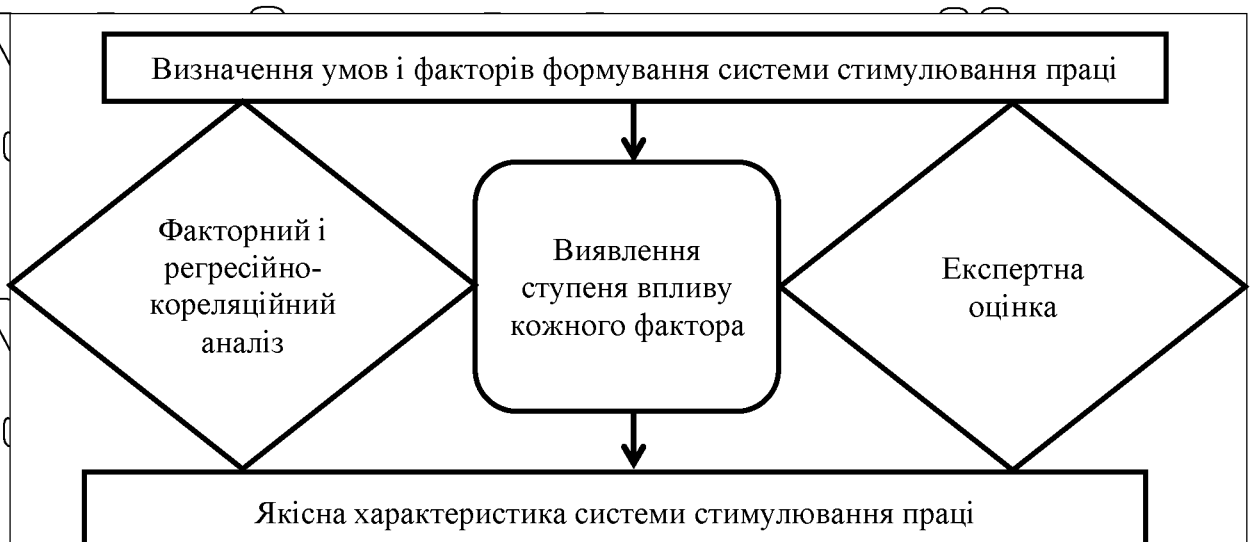 Визначення умов і факторів формування системи стимулювання праці
Факторний і
регресійно-
кореляційний
аналіз
Виявлення
ступеня впливу
кожного фактора
Експертна
оцінка
Якісна характеристика системи стимулювання праці